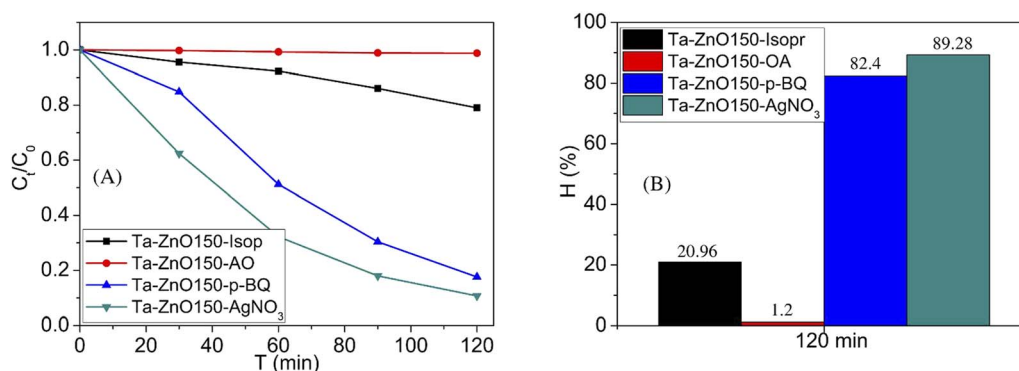 1.0
0.8
0.6
0.4
0.2
0.0
C_t/C_0
(A)
Ta-ZnO150-Isop
Ta-ZnO150-AO
Ta-ZnO150-p-BQ
Ta-ZnO150-AgNO₃
0 20 40 60 80 100 120
T (min)
100
80
60
40
20
0
H (%)
Ta-ZnO150-Isopr
Ta-ZnO150-OA
Ta-ZnO150-p-BQ
Ta-ZnO150-AgNO₃
(B)
20.96
1.2
82.4
89.28
120 min